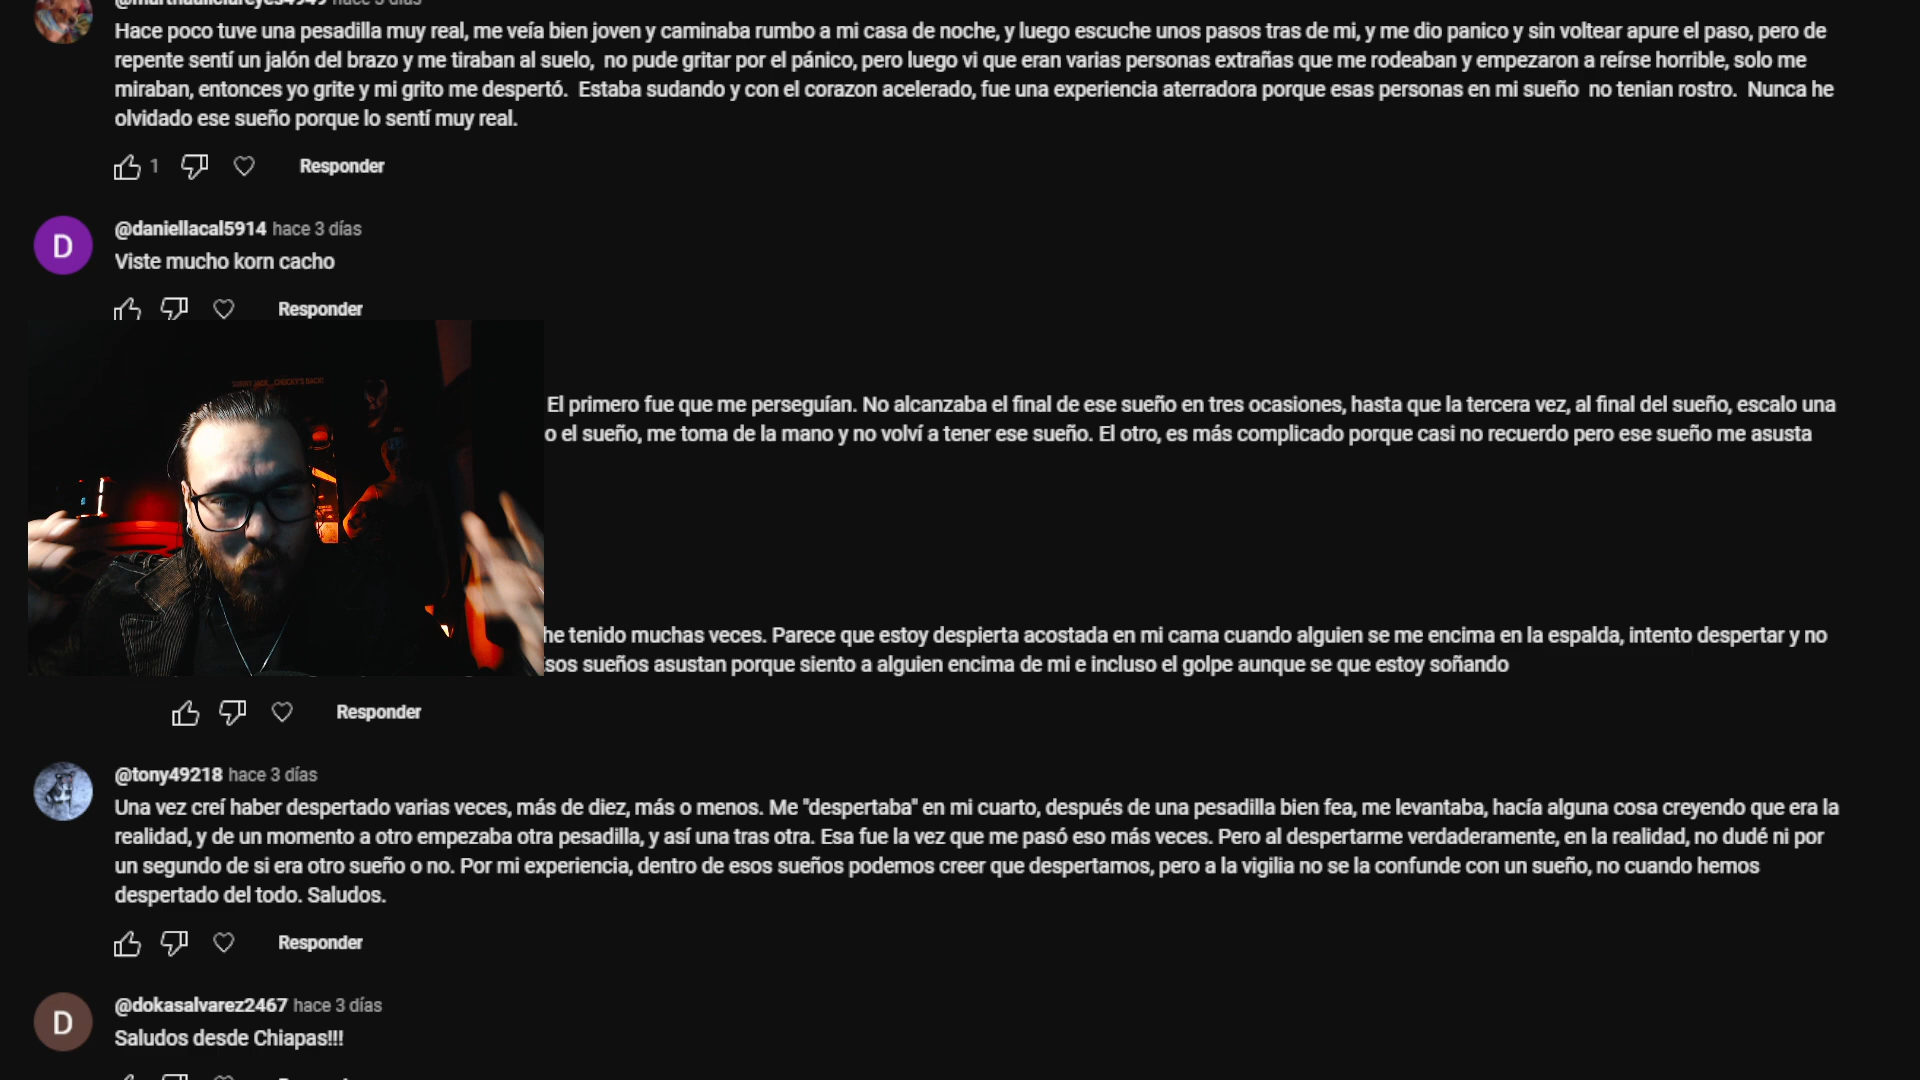 @marthaaliciareyes4949 hace 3 días
Hace poco tuve una pesadilla muy real, me veía bien joven y caminaba rumbo a mi casa de noche, y luego escuche unos pasos tras de mi, y me dio panico y sin voltear apure el paso, pero de
repente sentí un jalón del brazo y me tiraban al suelo,  no pude gritar por el pánico, pero luego vi que eran varias personas extrañas que me rodeaban y empezaron a reírse horrible, solo me
miraban, entonces yo grite y mi grito me despertó.  Estaba sudando y con el corazon acelerado, fue una experiencia aterradora porque esas personas en mi sueño  no tenian rostro.  Nunca he
olvidado ese sueño porque lo sentí muy real.
1 Responder
@daniellacal5914 hace 3 días
Viste mucho korn cacho
Responder
SORRY JACK... CHUCKY'S BACK!
El primero fue que me perseguían. No alcanzaba el final de ese sueño en tres ocasiones, hasta que la tercera vez, al final del sueño, escalo una
o el sueño, me toma de la mano y no volví a tener ese sueño. El otro, es más complicado porque casi no recuerdo pero ese sueño me asusta
he tenido muchas veces. Parece que estoy despierta acostada en mi cama cuando alguien se me encima en la espalda, intento despertar y no
sos sueños asustan porque siento a alguien encima de mi e incluso el golpe aunque se que estoy soñando
Responder
@tony49218 hace 3 días
Una vez creí haber despertado varias veces, más de diez, más o menos. Me "despertaba" en mi cuarto, después de una pesadilla bien fea, me levantaba, hacía alguna cosa creyendo que era la
realidad, y de un momento a otro empezaba otra pesadilla, y así una tras otra. Esa fue la vez que me pasó eso más veces. Pero al despertarme verdaderamente, en la realidad, no dudé ni por
un segundo de si era otro sueño o no. Por mi experiencia, dentro de esos sueños podemos creer que despertamos, pero a la vigilia no se la confunde con un sueño, no cuando hemos
despertado del todo. Saludos.
Responder
@dokasalvarez2467 hace 3 días
Saludos desde Chiapas!!!